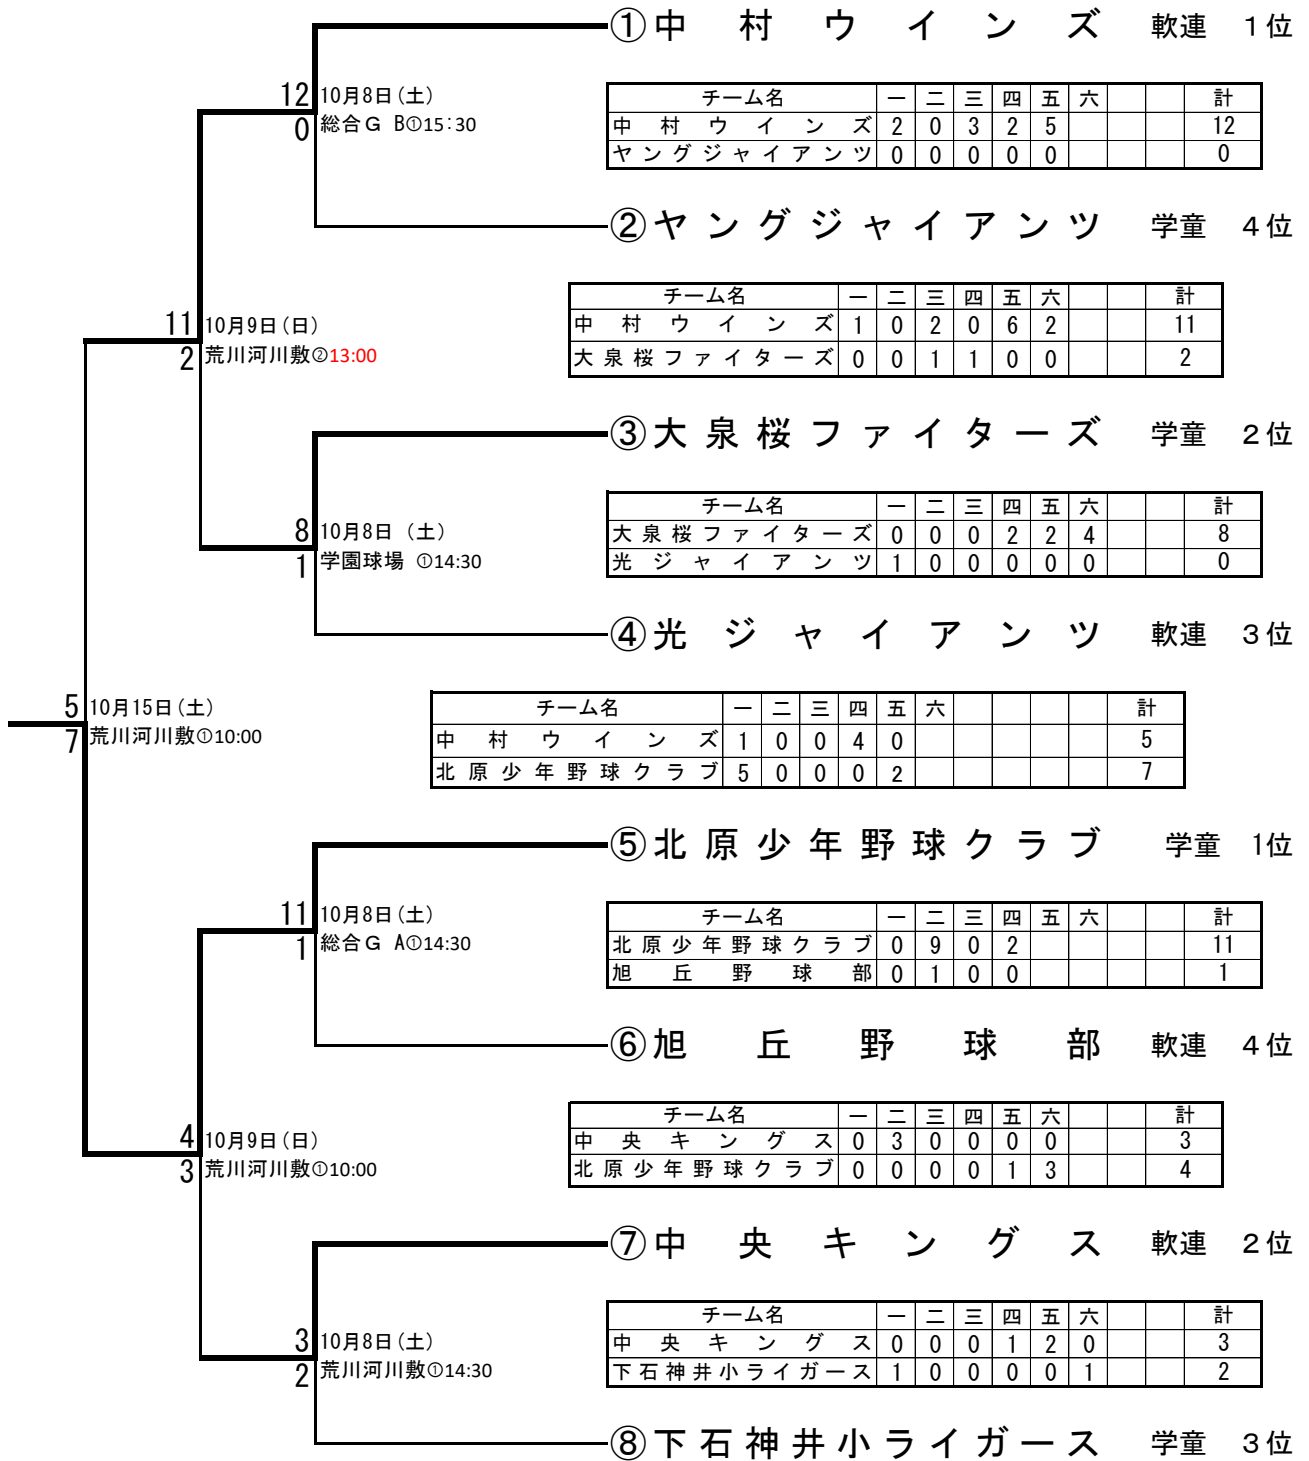 ①中村ウインズ 軟連 1位
12 10月8日(土)
0 総合G B①15:30
チーム名 一 二 三 四 五 六 計
中村ウインズ 2 0 3 2 5 12
ヤングジャイアンツ 0 0 0 0 0 0
②ヤングジャイアンツ 学童 4位
11 10月9日(日)
2 荒川河川敷②13:00
チーム名 一 二 三 四 五 六 計
中村ウインズ 1 0 2 0 6 2 11
大泉桜ファイターズ 0 0 1 1 0 0 2
③大泉桜ファイターズ 学童 2位
8 10月8日 (土)
1 学園球場 ①14:30
チーム名 一 二 三 四 五 六 計
大泉桜ファイターズ 0 0 0 2 2 4 8
光ジャイアンツ 1 0 0 0 0 0 0
④光ジャイアンツ 軟連 3位
5 10月15日(土)
7 荒川河川敷①10:00
チーム名 一 二 三 四 五 六 計
中村ウインズ 1 0 0 4 0 5
北原少年野球クラブ 5 0 0 0 2 7
⑤北原少年野球クラブ 学童 1位
11 10月8日(土)
1 総合G A①14:30
チーム名 一 二 三 四 五 六 計
北原少年野球クラブ 0 9 0 2 11
旭丘野球部 0 1 0 0 1
⑥旭丘野球部 軟連 4位
4 10月9日(日)
3 荒川河川敷①10:00
チーム名 一 二 三 四 五 六 計
中央キングス 0 3 0 0 0 0 3
北原少年野球クラブ 0 0 0 0 1 3 4
⑦中央キングス 軟連 2位
3 10月8日(土)
2 荒川河川敷①14:30
チーム名 一 二 三 四 五 六 計
中央キングス 0 0 0 1 2 0 3
下石神井小ライガース 1 0 0 0 0 1 2
⑧下石神井小ライガース 学童 3位